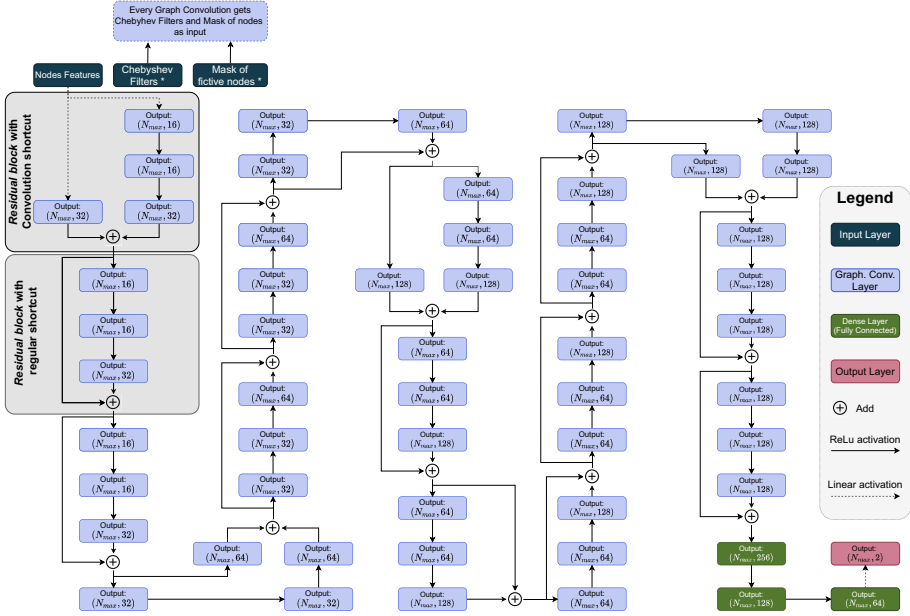 Every Graph Convolution gets
Chebyhev Filters and Mask of nodes
as input
Nodes Features
Chebyshev
Filters *
Mask of
fictive nodes *
Residual block with
Convolution shortcut
Output:
(N_max, 16)
Output:
(N_max, 16)
Output:
(N_max, 32)
Output:
(N_max, 32)
Residual block with
regular shortcut
Output:
(N_max, 16)
Output:
(N_max, 16)
Output:
(N_max, 32)
Output:
(N_max, 16)
Output:
(N_max, 16)
Output:
(N_max, 32)
Output:
(N_max, 32)
Output:
(N_max, 32)
Output:
(N_max, 32)
Output:
(N_max, 64)
Output:
(N_max, 32)
Output:
(N_max, 32)
Output:
(N_max, 64)
Output:
(N_max, 32)
Output:
(N_max, 32)
Output:
(N_max, 64)
Output:
(N_max, 64)
Output:
(N_max, 32)
Output:
(N_max, 64)
Output:
(N_max, 64)
Output:
(N_max, 64)
Output:
(N_max, 128)
Output:
(N_max, 128)
Output:
(N_max, 64)
Output:
(N_max, 64)
Output:
(N_max, 128)
Output:
(N_max, 64)
Output:
(N_max, 64)
Output:
(N_max, 128)
Output:
(N_max, 128)
Output:
(N_max, 128)
Output:
(N_max, 64)
Output:
(N_max, 64)
Output:
(N_max, 128)
Output:
(N_max, 64)
Output:
(N_max, 64)
Output:
(N_max, 128)
Output:
(N_max, 64)
Output:
(N_max, 64)
Output:
(N_max, 128)
Output:
(N_max, 128)
Output:
(N_max, 128)
Output:
(N_max, 128)
Output:
(N_max, 128)
Output:
(N_max, 128)
Output:
(N_max, 128)
Output:
(N_max, 128)
Output:
(N_max, 128)
Output:
(N_max, 256)
Output:
(N_max, 128)
Output:
(N_max, 2)
Output:
(N_max, 64)
Legend
Input Layer
Graph. Conv.
Layer
Dense Layer
(Fully Connected)
Output Layer
Add
ReLu activation
Linear activation